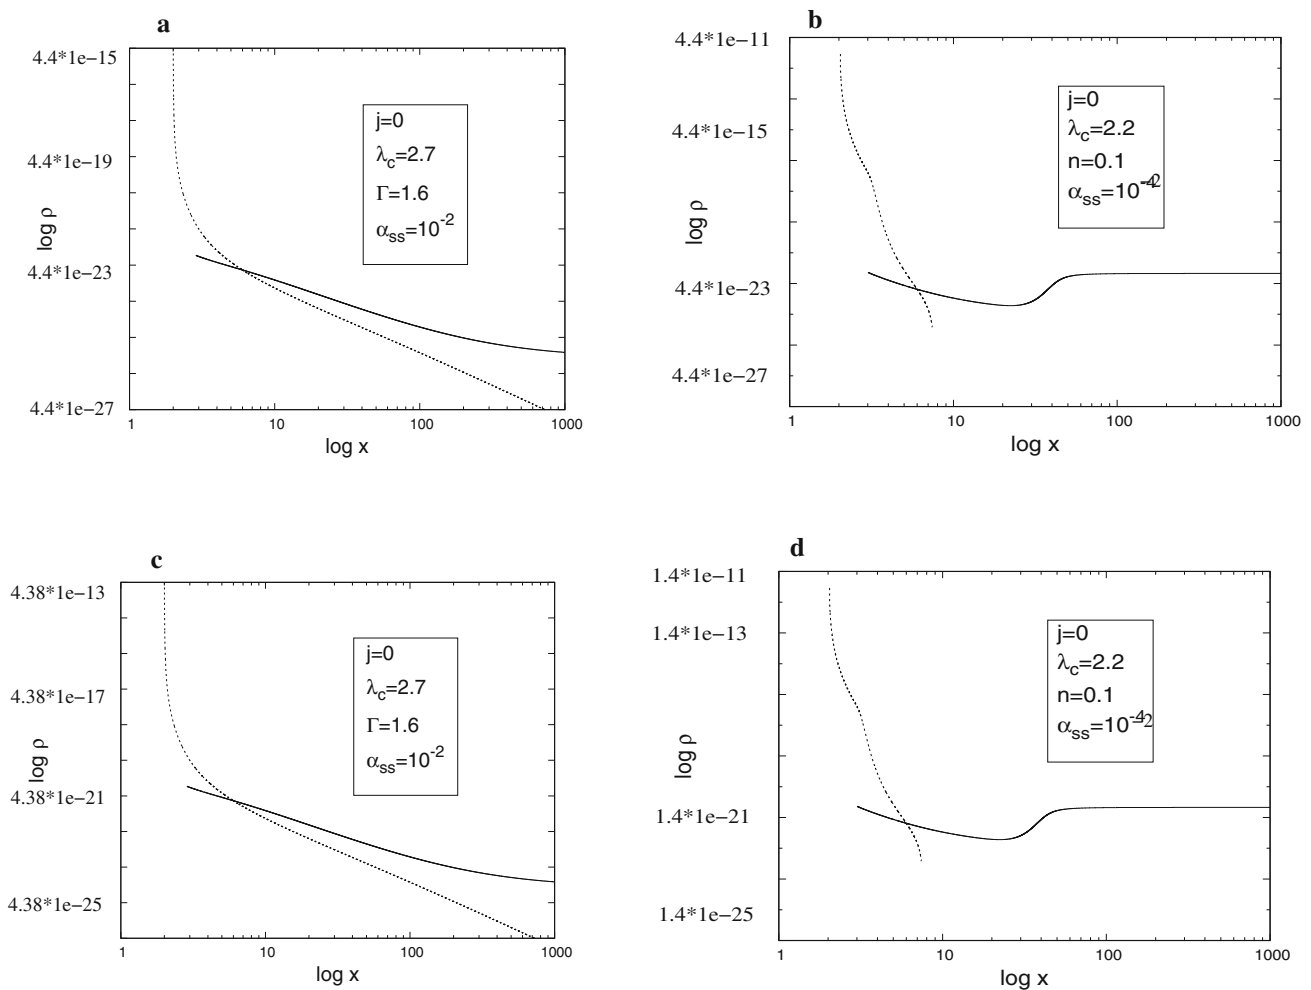 a
4.4*1e−15
4.4*1e−19
4.4*1e−23
4.4*1e−27
log ρ
j=0
λc=2.7
Γ=1.6
αss=10-2
1
10
100
1000
log x
b
4.4*1e−11
4.4*1e−15
4.4*1e−23
4.4*1e−27
log ρ
j=0
λc=2.2
n=0.1
αss=10
1
10
100
1000
log x
c
4.38*1e−13
4.38*1e−17
4.38*1e−21
4.38*1e−25
log ρ
j=0
λc=2.7
Γ=1.6
αss=10-2
1
10
100
1000
log x
d
1.4*1e−11
1.4*1e−13
1.4*1e−21
1.4*1e−25
log ρ
j=0
λc=2.2
n=0.1
αss=10
1
10
100
1000
log x